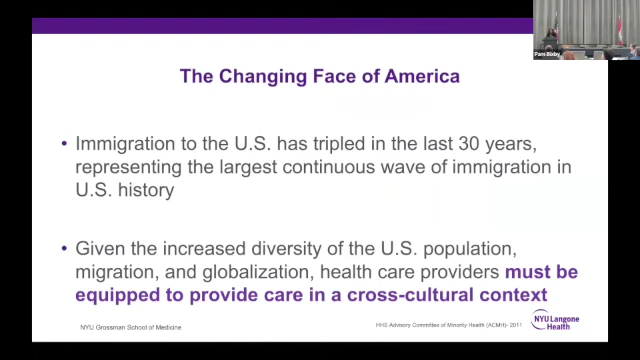 The Changing Face of America
• Immigration to the U.S. has tripled in the last 30 years,
representing the largest continuous wave of immigration in
U.S. history
• Given the increased diversity of the U.S. population,
migration, and globalization, health care providers must be
equipped to provide care in a cross-cultural context
NYU Grossman School of Medicine
HHS Advisory Committee of Minority Health (ACMH) - 2011
NYU Langone
Health
Pam Bixby